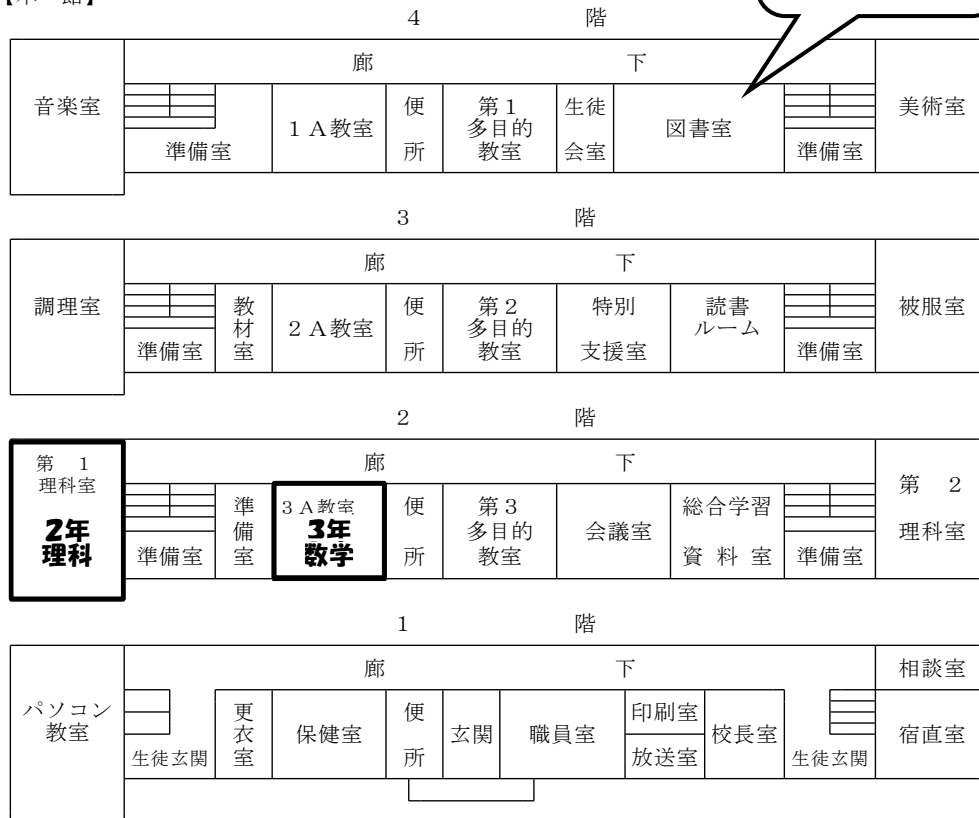 4 階
廊 下
音楽室
準備室
1A教室
便所
第1
多目的
教室
生徒
会室
図書室
準備室
美術室
3 階
廊 下
調理室
準備室
教材室
2A教室
便所
第2
多目的
教室
特別
支援室
読書
ルーム
準備室
被服室
2 階
第 1
理科室
2年
理科
廊 下
準備室
準備室
3A教室
3年
数学
便所
第3
多目的
教室
会議室
総合学習
資料室
準備室
第 2
理科室
1 階
廊 下
パソコン
教室
生徒玄関
更衣室
保健室
便所
玄関
職員室
印刷室
放送室
校長室
生徒玄関
相談室
宿直室